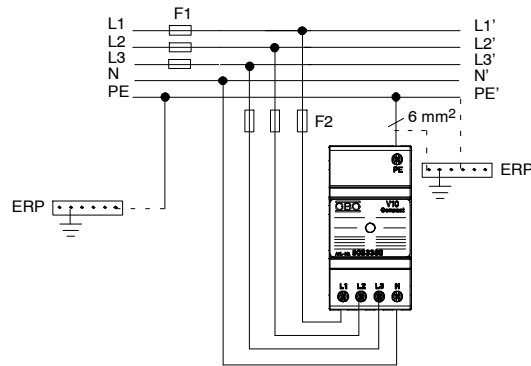 F1
L1 L1'
L2 L2'
L3 L3'
N N'
PE PE'
F2
6 mm²
PE
ERP
ERP
OBO
V10
Compact
L1 L2 L3 N